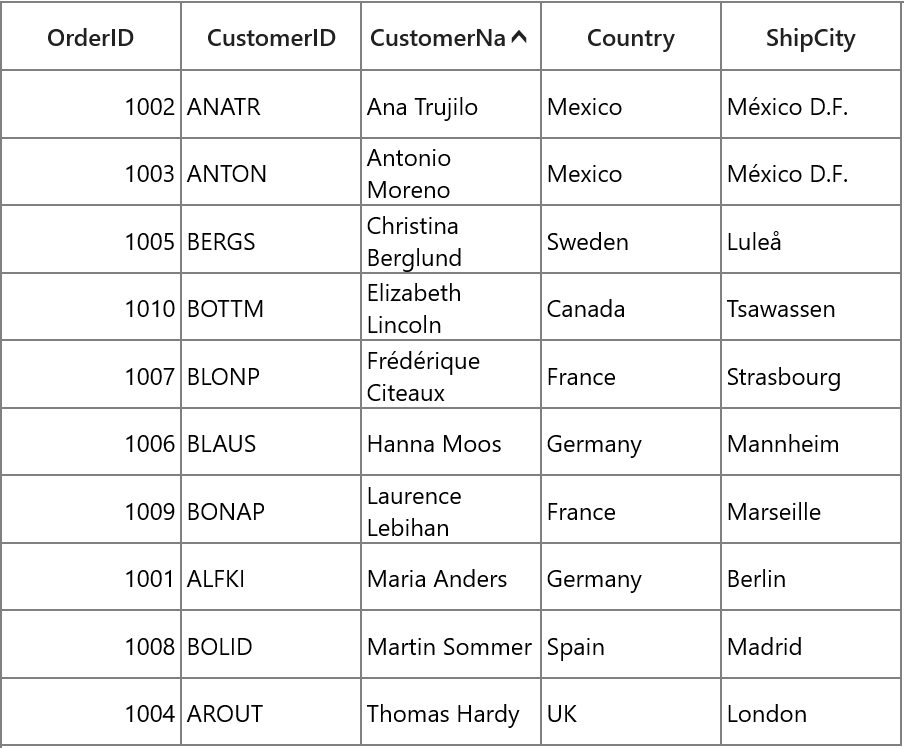 OrderID CustomerID CustomerNa Country ShipCity
1002 ANATR Ana Trujilo Mexico México D.F.
1003 ANTON Antonio Moreno Mexico México D.F.
1005 BERGS Christina Berglund Sweden Luleå
1010 BOTTM Elizabeth Lincoln Canada Tsawassen
1007 BLONP Frédérique Citeaux France Strasbourg
1006 BLAUS Hanna Moos Germany Mannheim
1009 BONAP Laurence Lebihan France Marseille
1001 ALFKI Maria Anders Germany Berlin
1008 BOLID Martin Sommer Spain Madrid
1004 AROUT Thomas Hardy UK London